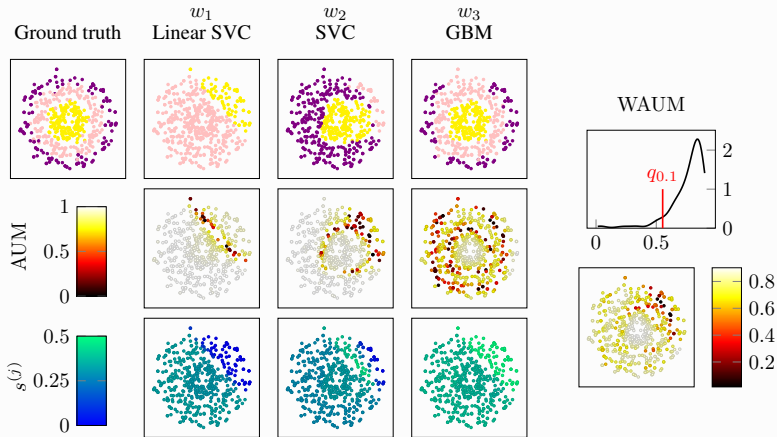 w₁
w₂
w₃
Ground truth
Linear SVC
SVC
GBM
WAUM
q₀.₁
2
1
0
0
0.5
AUM
1
0.5
0
s⁽ʲ⁾
0.5
0.25
0
0.8
0.6
0.4
0.2